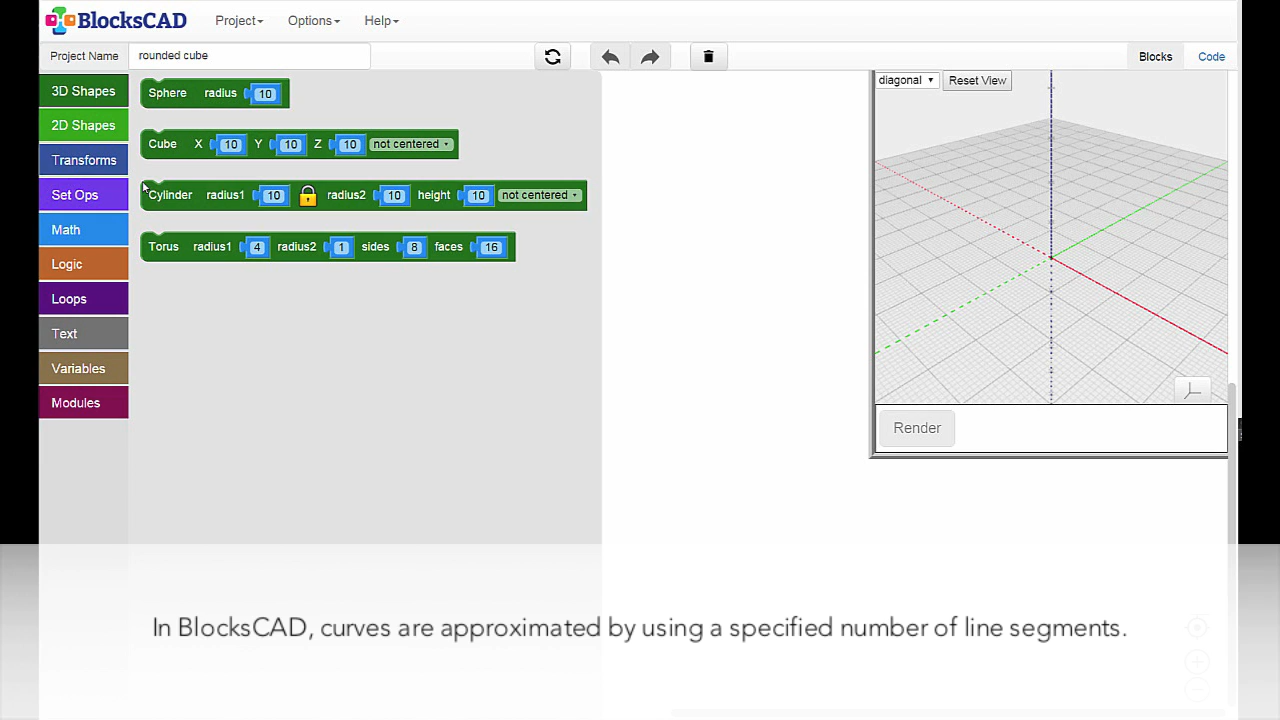 BlocksCAD Project Options Help
Project Name rounded cube Blocks Code
3D Shapes
2D Shapes
Transforms
Set Ops
Math
Logic
Loops
Text
Variables
Modules
Sphere radius 10
Cube X 10 Y 10 Z 10 not centered
Cylinder radius1 10 radius2 10 height 10 not centered
Torus radius1 4 radius2 1 sides 8 faces 16
diagonal Reset View
Render
In BlocksCAD, curves are approximated by using a specified number of line segments.